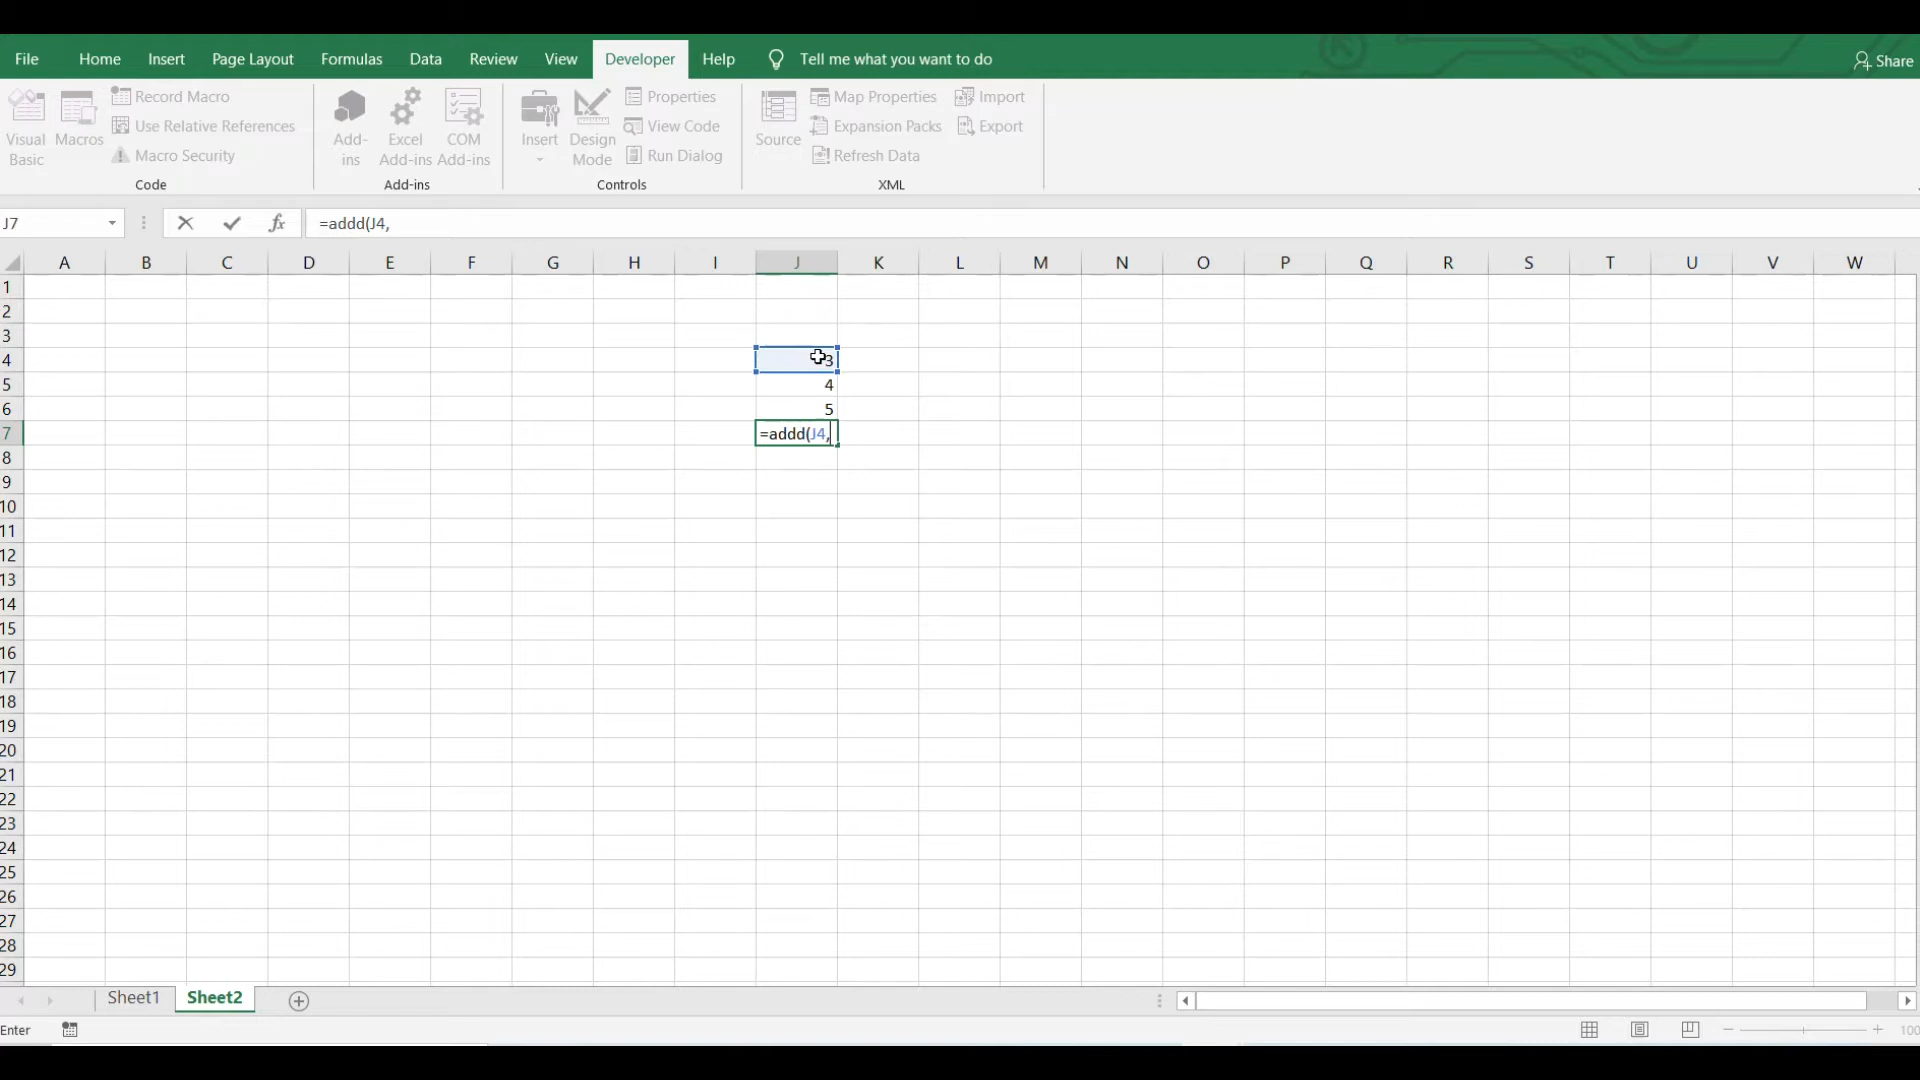 File Home Insert Page Layout Formulas Data Review View Developer Help Tell me what you want to do Share
Visual Basic
Macros
Record Macro
Use Relative References
Macro Security
Code
Add-ins
Excel Add-ins
COM Add-ins
Add-ins
Insert
Design Mode
Properties
View Code
Run Dialog
Controls
Source
Map Properties
Expansion Packs
Refresh Data
Import
Export
XML
J7 fx =addd(J4,
A B C D E F G H I J K L M N O P Q R S T U V W
1
2
3
4 3
5 4
6 5
7 =addd(J4,
8
9
10
11
12
13
14
15
16
17
18
19
20
21
22
23
24
25
26
27
28
29
Sheet1 Sheet2
Enter 100